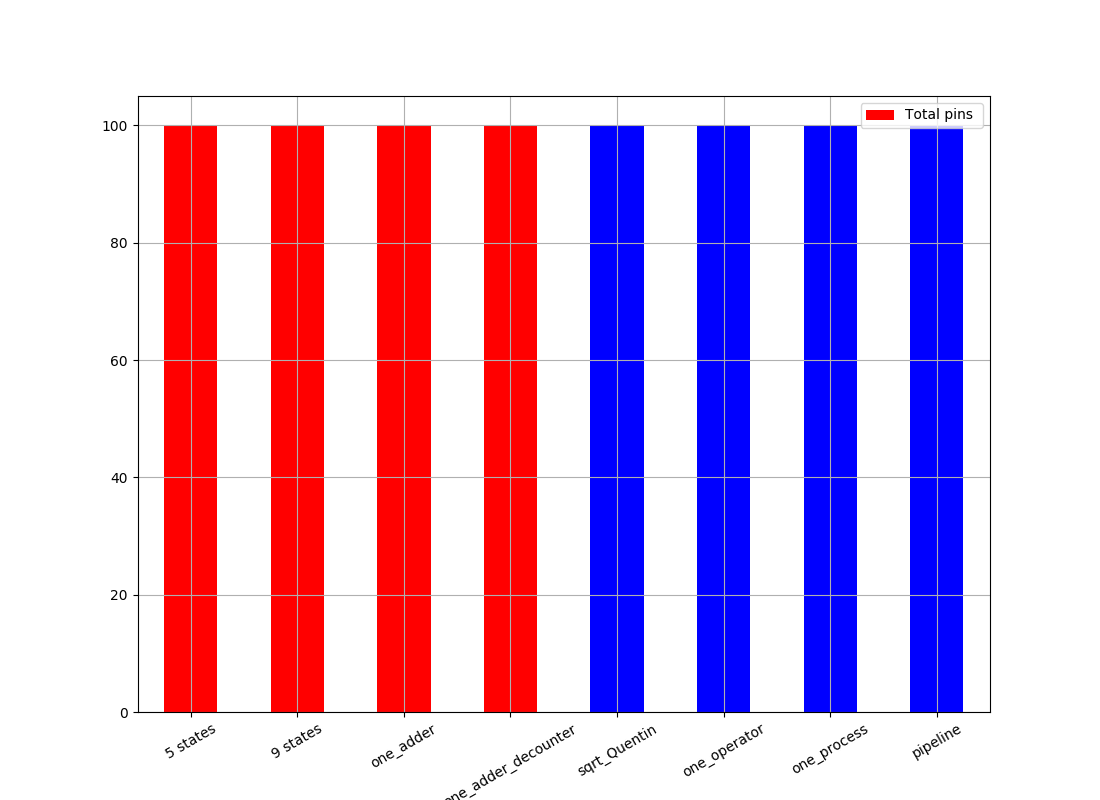 Total pins
100
80
60
40
20
0
5 states
9 states
one_adder
one_adder_decounter
sqrt_Quentin
one_operator
one_process
pipeline